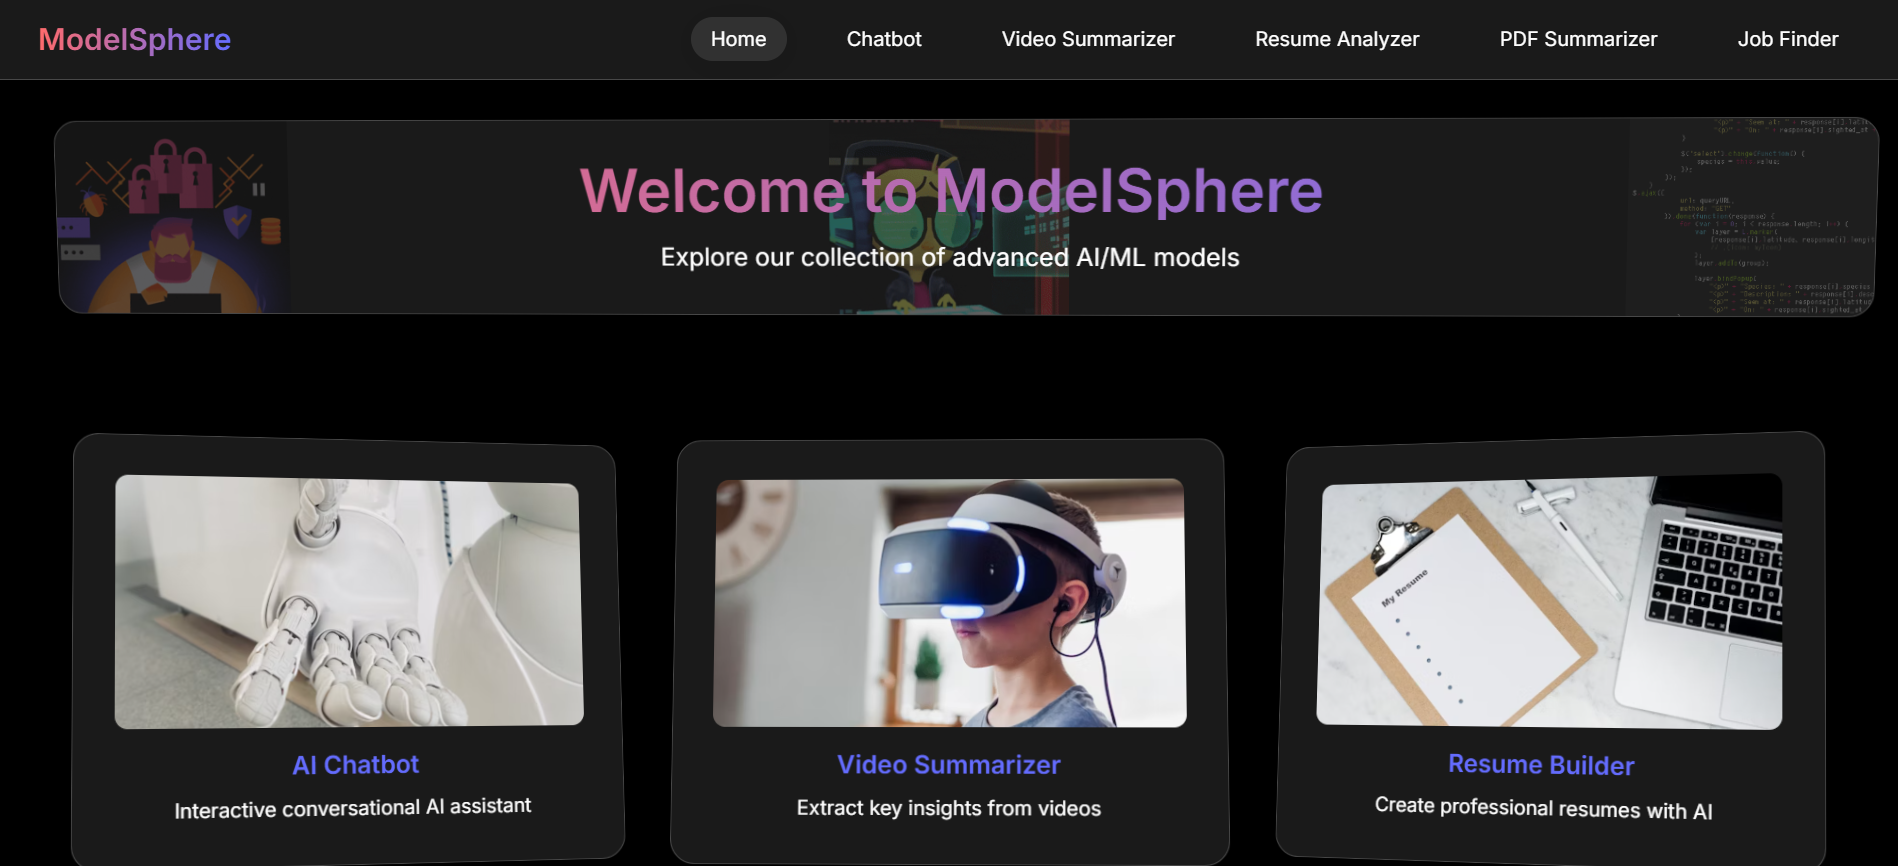 ModelSphere
Home
Chatbot
Video Summarizer
Resume Analyzer
PDF Summarizer
Job Finder
Welcome to ModelSphere
Explore our collection of advanced AI/ML models
My Resume
AI Chatbot
Interactive conversational AI assistant
Video Summarizer
Extract key insights from videos
Resume Builder
Create professional resumes with AI